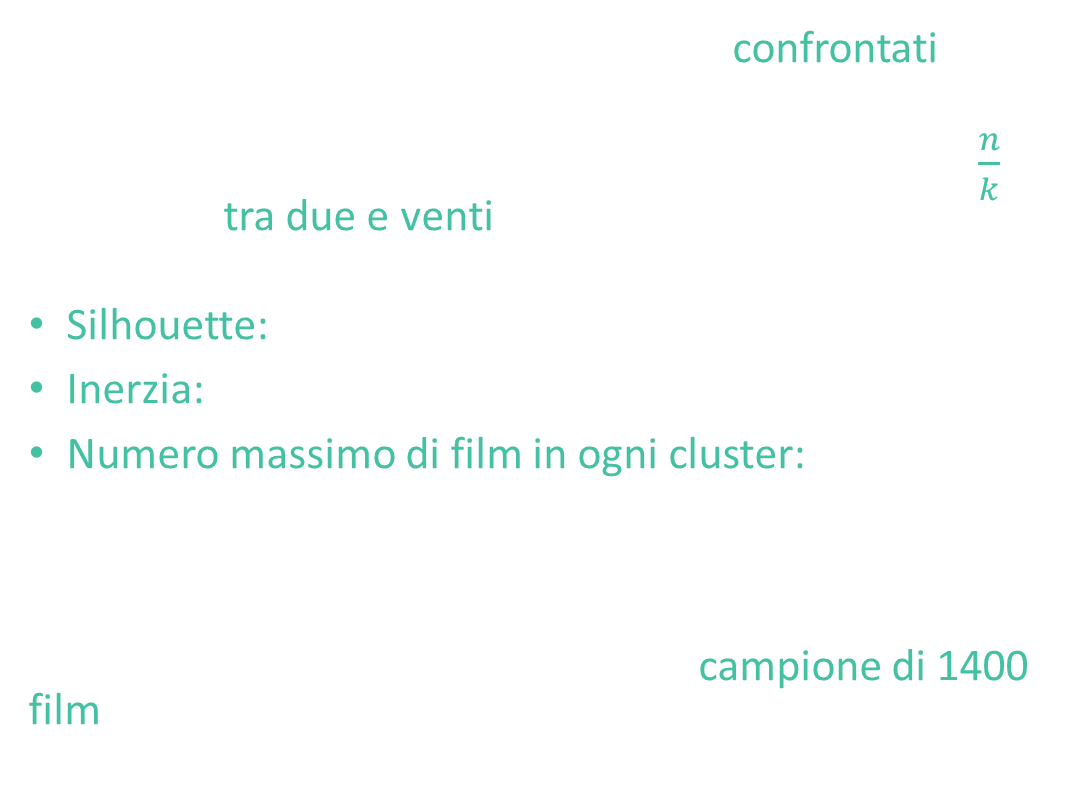 confrontati
n/k
tra due e venti
• Silhouette:
• Inerzia:
• Numero massimo di film in ogni cluster:
campione di 1400
film